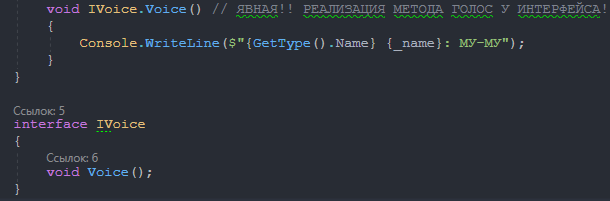 void IVoice.Voice() // ЯВНАЯ!! РЕАЛИЗАЦИЯ МЕТОДА ГОЛОС У ИНТЕРФЕЙСА!
{
Console.WriteLine($"{GetType().Name} {_name}: МУ-МУ");
}
}
Ссылок: 5
interface IVoice
{
Ссылок: 6
void Voice();
}